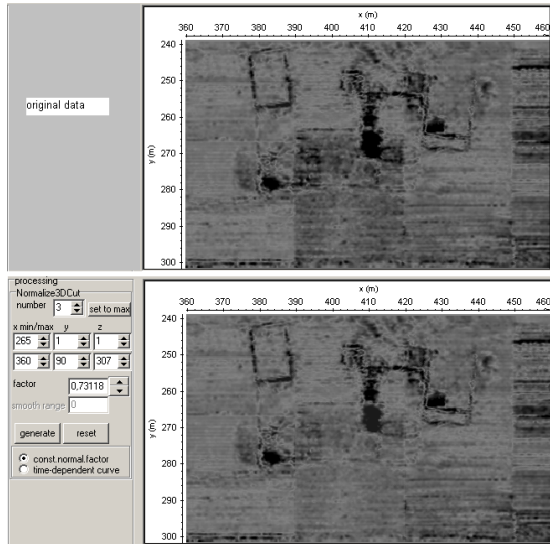 x (m)
360 370 380 390 400 410 420 430 440 450 460
240
250
260
270
280
290
300
y (m)
original data
processing
Normalize3DCut
number 3 set to max
x min/max y z
265 1 1
360 90 307
factor 0,73118
smooth range 0
generate reset
const.normal.factor
time-dependent curve
x (m)
360 370 380 390 400 410 420 430 440 450 460
240
250
260
270
280
290
300
y (m)